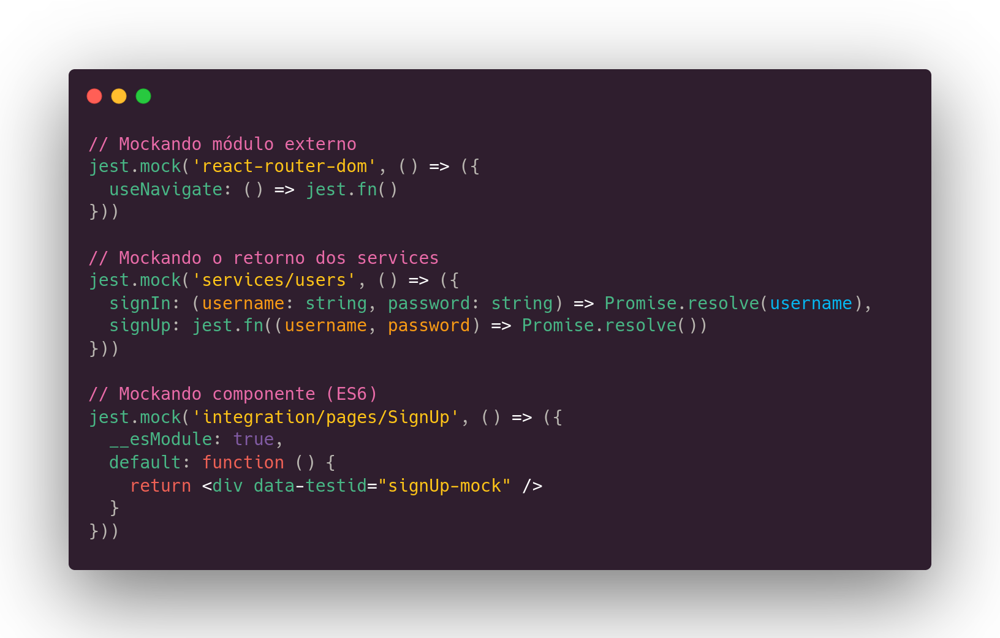 // Mockando módulo externo
jest.mock('react-router-dom', () => ({
  useNavigate: () => jest.fn()
}))

// Mockando o retorno dos services
jest.mock('services/users', () => ({
  signIn: (username: string, password: string) => Promise.resolve(username),
  signUp: jest.fn((username, password) => Promise.resolve())
}))

// Mockando componente (ES6)
jest.mock('integration/pages/SignUp', () => ({
  __esModule: true,
  default: function () {
    return <div data-testid="signUp-mock" />
  }
}))